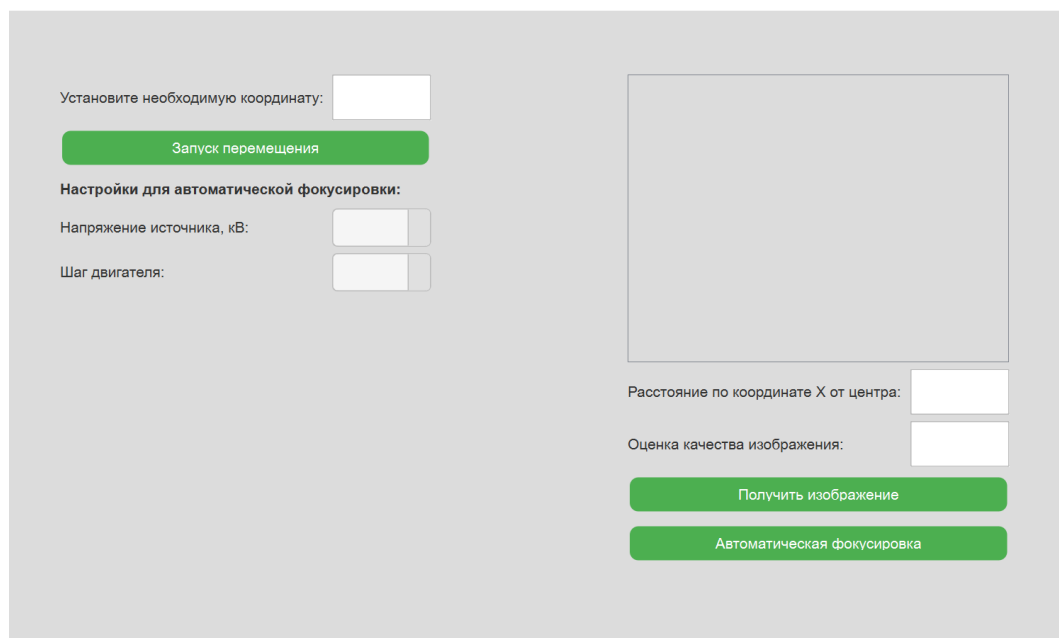 Установите необходимую координату:
Запуск перемещения
Настройки для автоматической фокусировки:
Напряжение источника, кВ:
Шаг двигателя:
Расстояние по координате X от центра:
Оценка качества изображения:
Получить изображение
Автоматическая фокусировка